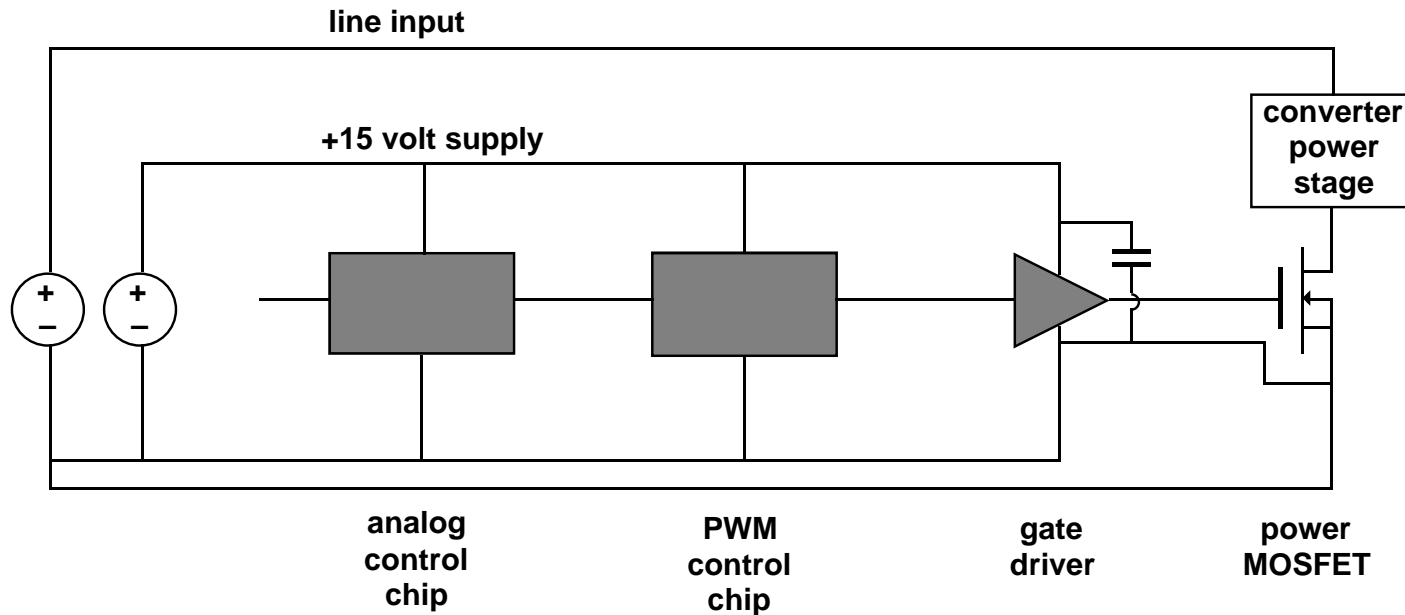 line input
+15 volt supply
converter
power
stage
+
–
+
–
analog
control
chip
PWM
control
chip
gate
driver
power
MOSFET